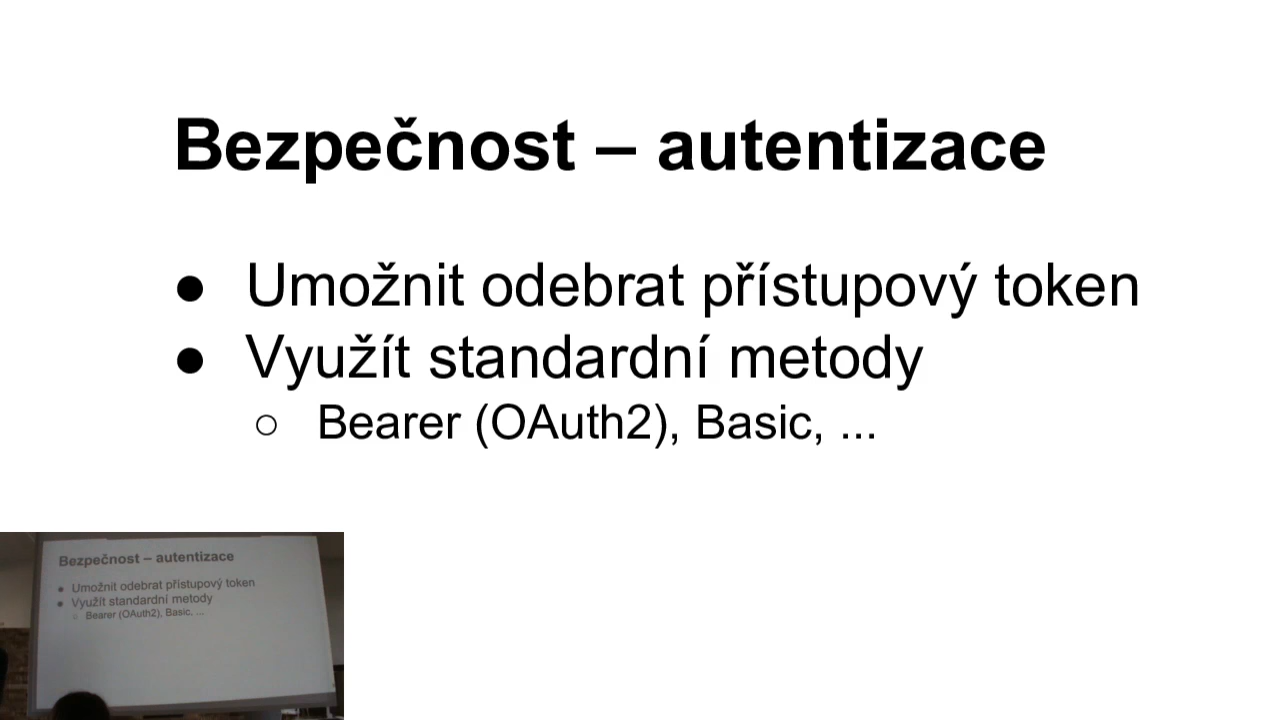 Bezpečnost – autentizace
● Umožnit odebrat přístupový token
● Využít standardní metody
○ Bearer (OAuth2), Basic, ...
Bezpečnost – autentizace
● Umožnit odebrat přístupový token
● Využít standardní metody
○ Bearer (OAuth2), Basic, ...